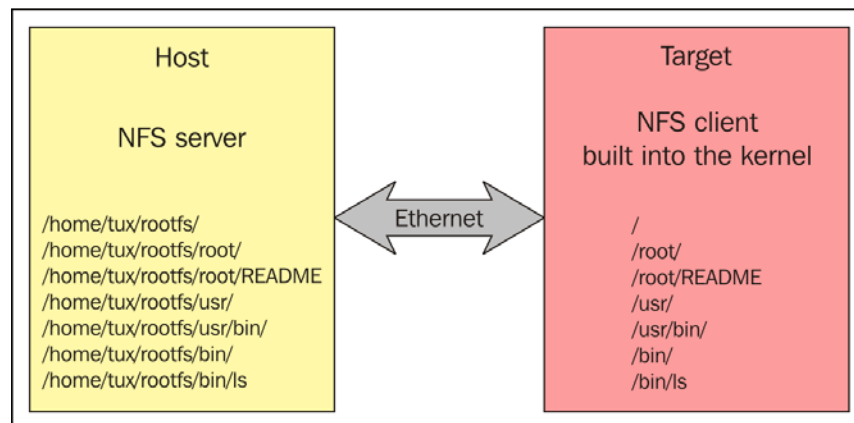 Host
NFS server
/home/tux/rootfs/
/home/tux/rootfs/root/
/home/tux/rootfs/root/README
/home/tux/rootfs/usr/
/home/tux/rootfs/usr/bin/
/home/tux/rootfs/bin/
/home/tux/rootfs/bin/ls
Ethernet
Target
NFS client
built into the kernel
/
/root/
/root/README
/usr/
/usr/bin/
/bin/
/bin/ls